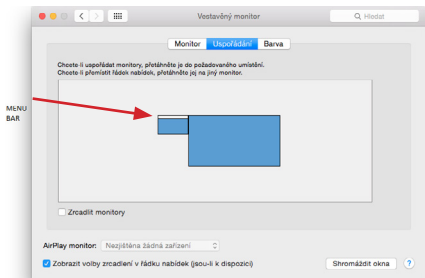 Vestavěný monitor
Hledat
Monitor Uspořádání Barva
Chcete-li uspořádat monitory, přetáhněte je do požadovaného umístění.
Chcete-li přemístit řádek nabídek, přetáhněte jej na jiný monitor.
MENU
BAR
Zrcadlit monitory
AirPlay monitor: Nezjištěna žádná zařízení
Zobrazit volby zrcadlení v řádku nabídek (jsou-li k dispozici)
Shromáždit okna ?